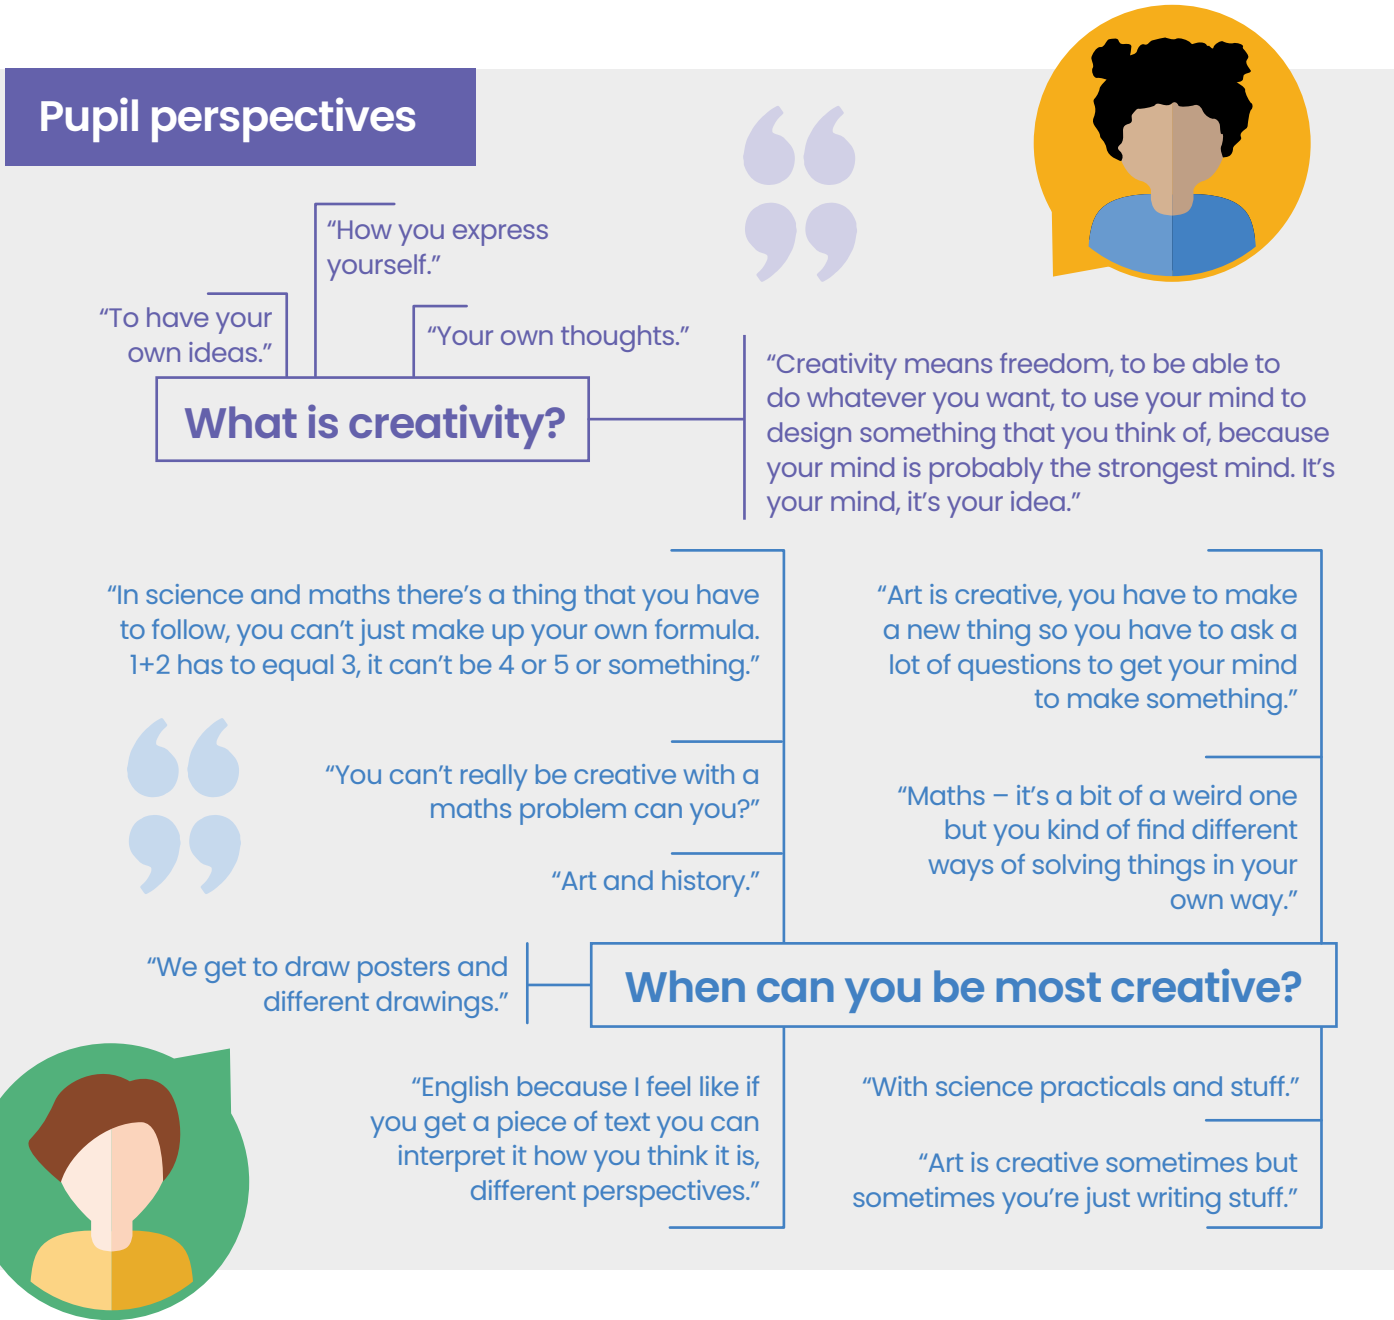 Pupil perspectives
“How you express
yourself.”
“To have your
own ideas.”
“Your own thoughts.”
What is creativity?
“Creativity means freedom, to be able to
do whatever you want, to use your mind to
design something that you think of, because
your mind is probably the strongest mind. It’s
your mind, it’s your idea.”
“In science and maths there’s a thing that you have
to follow, you can’t just make up your own formula.
1+2 has to equal 3, it can’t be 4 or 5 or something.”
“You can’t really be creative with a
maths problem can you?”
“Art and history.”
“We get to draw posters and
different drawings.”
“Art is creative, you have to make
a new thing so you have to ask a
lot of questions to get your mind
to make something.”
“Maths – it’s a bit of a weird one
but you kind of find different
ways of solving things in your
own way.”
When can you be most creative?
“English because I feel like if
you get a piece of text you can
interpret it how you think it is,
different perspectives.”
“With science practicals and stuff.”
“Art is creative sometimes but
sometimes you’re just writing stuff.”